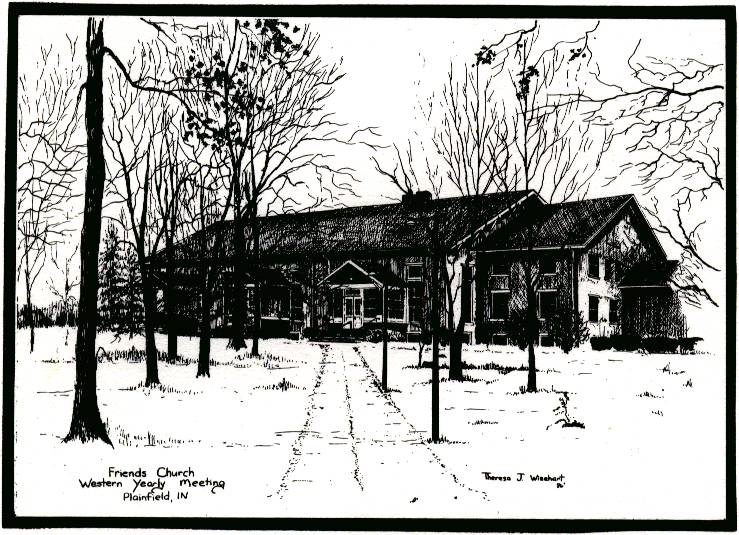 Friends Church
Western Yearly Meeting
Plainfield, IN
Theresa J. Wisehart